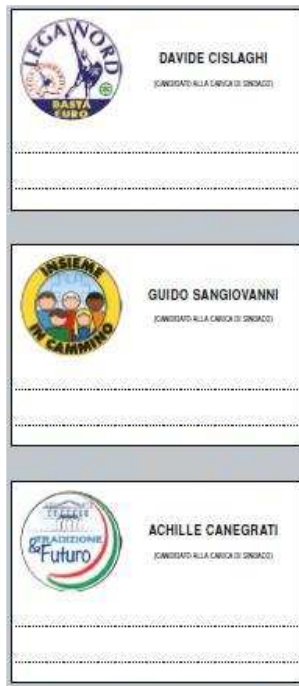 LEGA NORD
BASTA
EURO
DAVIDE CISLAGHI
(CANDIDATO ALLA CARICA DI SINDACO)
INSIEME
IN CAMMINO
GUIDO SANGIOVANNI
(CANDIDATO ALLA CARICA DI SINDACO)
TRADIZIONE
&Futuro
ACHILLE CANEGRATI
(CANDIDATO ALLA CARICA DI SINDACO)